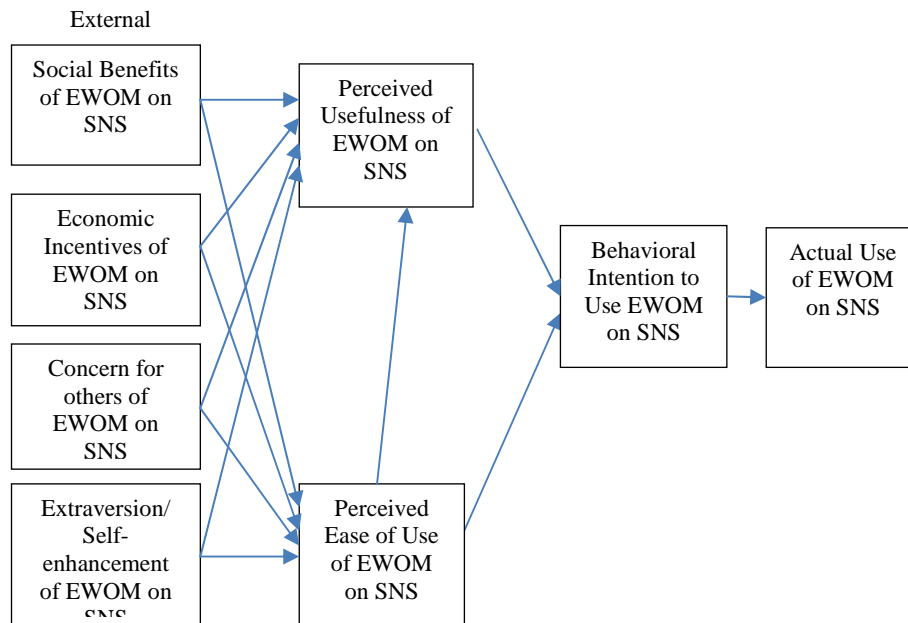 External
Social Benefits
of EWOM on
SNS
Economic
Incentives of
EWOM on
SNS
Concern for
others of
EWOM on
SNS
Extraversion/
Self-
enhancement
of EWOM on
SNS
Perceived
Usefulness of
EWOM on
SNS
Perceived
Ease of Use
of EWOM
on SNS
Behavioral
Intention to
Use EWOM
on SNS
Actual Use
of EWOM
on SNS